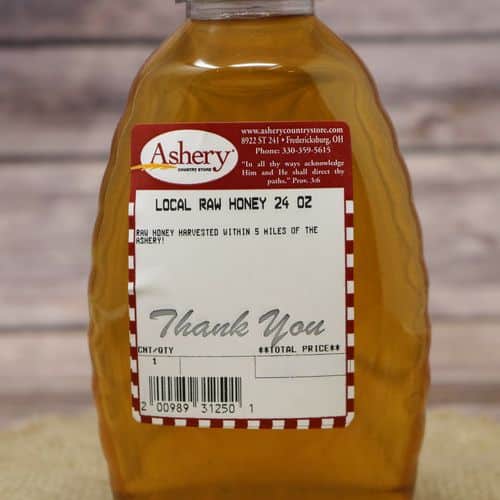 www.asherycountrystore.com
8922 ST 241 • Fredericksburg, OH
Phone: 330-359-5615
Ashery
COUNTRY STORE
"In all thy ways acknowledge
Him and He shall direct thy
paths." Prov. 3:6
LOCAL RAW HONEY 24 OZ
RAW HONEY HARVESTED WITHIN 5 MILES OF THE
ASHERY!
Thank You
CNT/QTY **TOTAL PRICE**
1
2 00989 31250 1